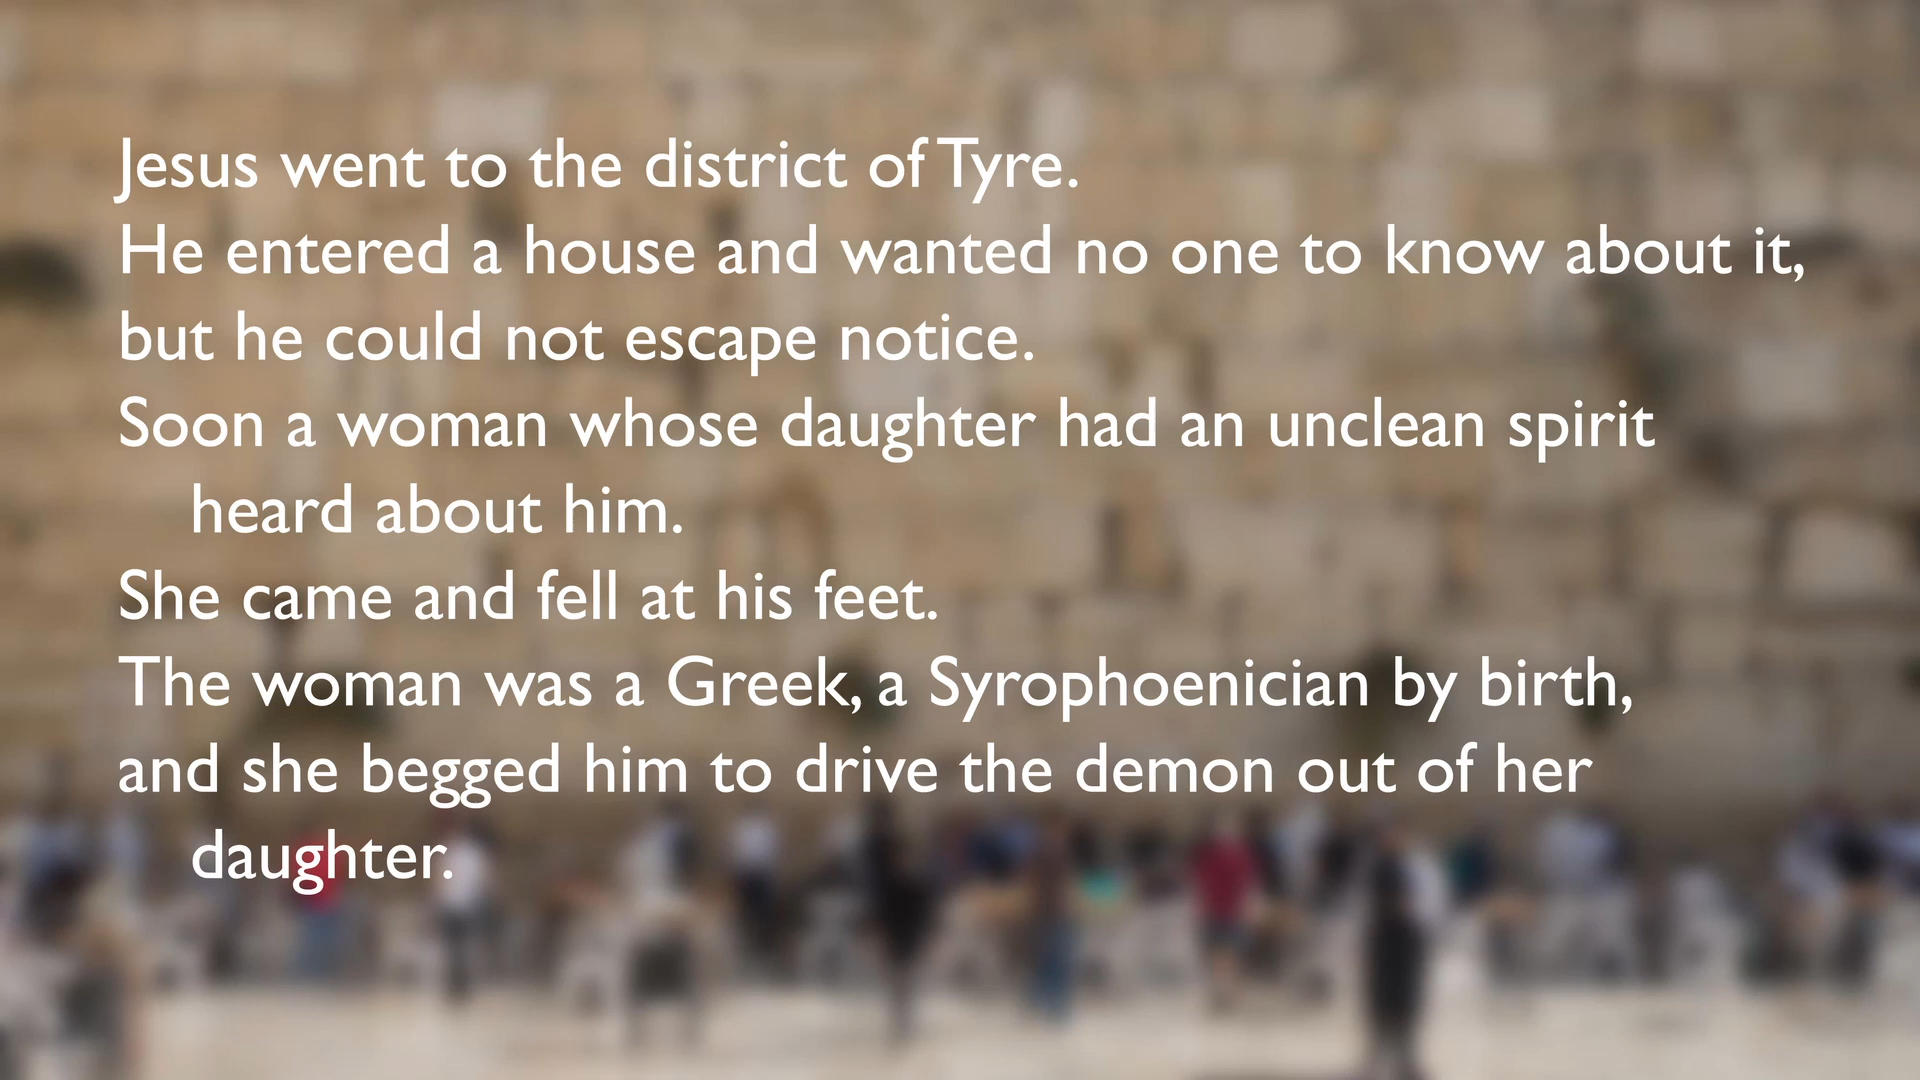 Jesus went to the district of Tyre.
He entered a house and wanted no one to know about it,
but he could not escape notice.
Soon a woman whose daughter had an unclean spirit
heard about him.
She came and fell at his feet.
The woman was a Greek, a Syrophoenician by birth,
and she begged him to drive the demon out of her
daughter.